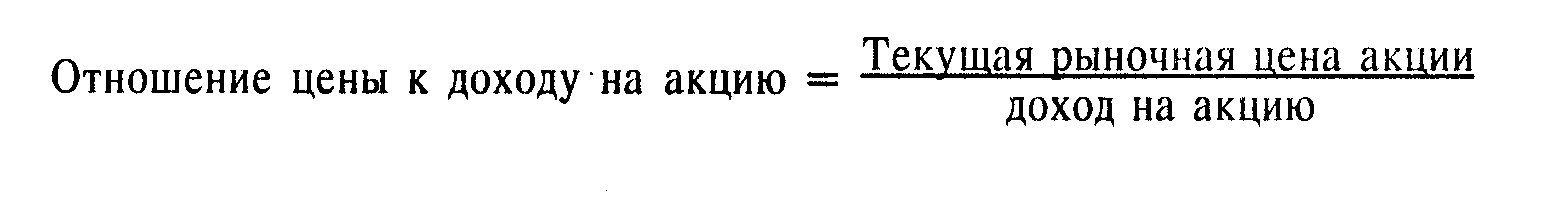 Отношение цены к доходу на акцию = Текущая рыночная цена акции
доход на акцию